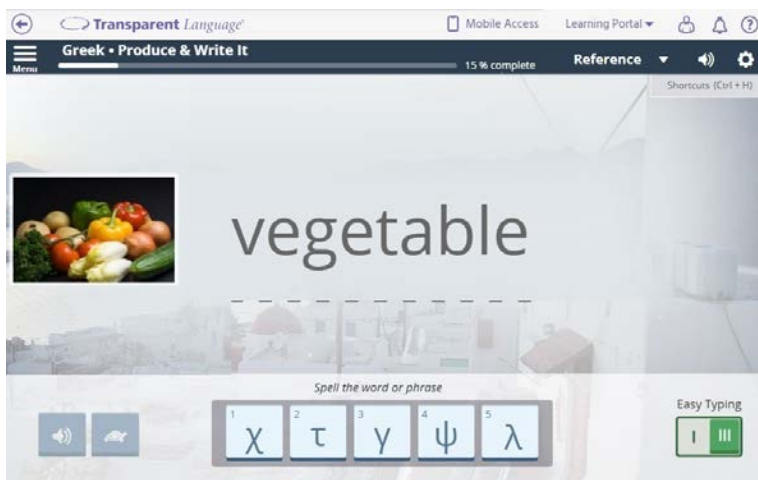 Transparent Language®
Mobile Access
Learning Portal
Menu
Greek • Produce & Write It
15 % complete
Reference
Shortcuts (Ctrl + H)
vegetable
Spell the word or phrase
1 χ
2 τ
3 γ
4 ψ
5 λ
Easy Typing
I III